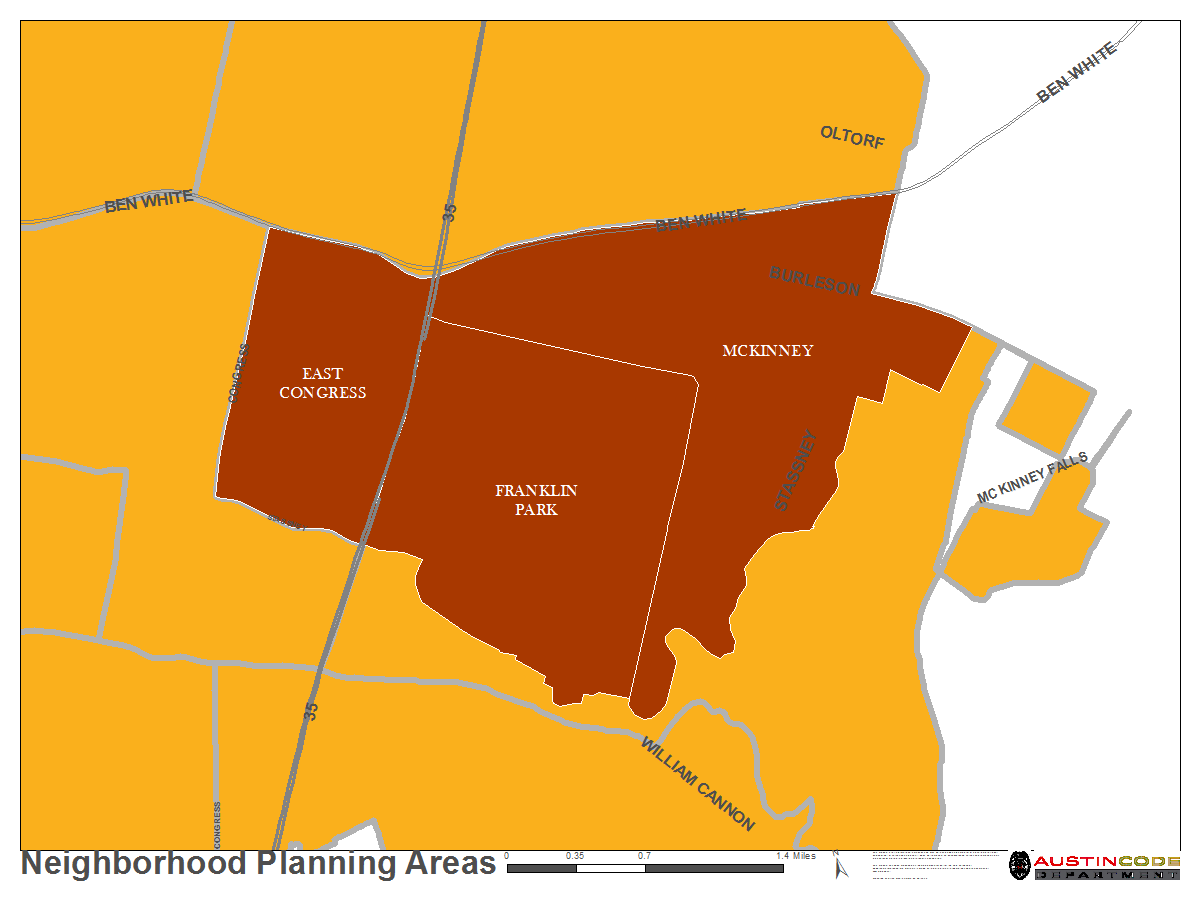 BEN WHITE
OLTORF
BEN WHITE
35
BEN WHITE
BURLESON
MCKINNEY
EAST
CONGRESS
CONGRESS
STASSNEY
MC KINNEY FALLS
FRANKLIN
PARK
35
WILLIAM CANNON
CONGRESS
Neighborhood Planning Areas
0 0.35 0.7 1.4 Miles
N
AUSTINCODE
DEPARTMENT